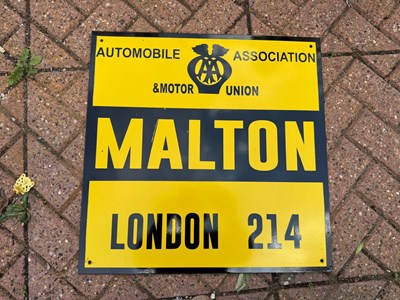 AUTOMOBILE AA ASSOCIATION
& MOTOR UNION
MALTON
LONDON 214